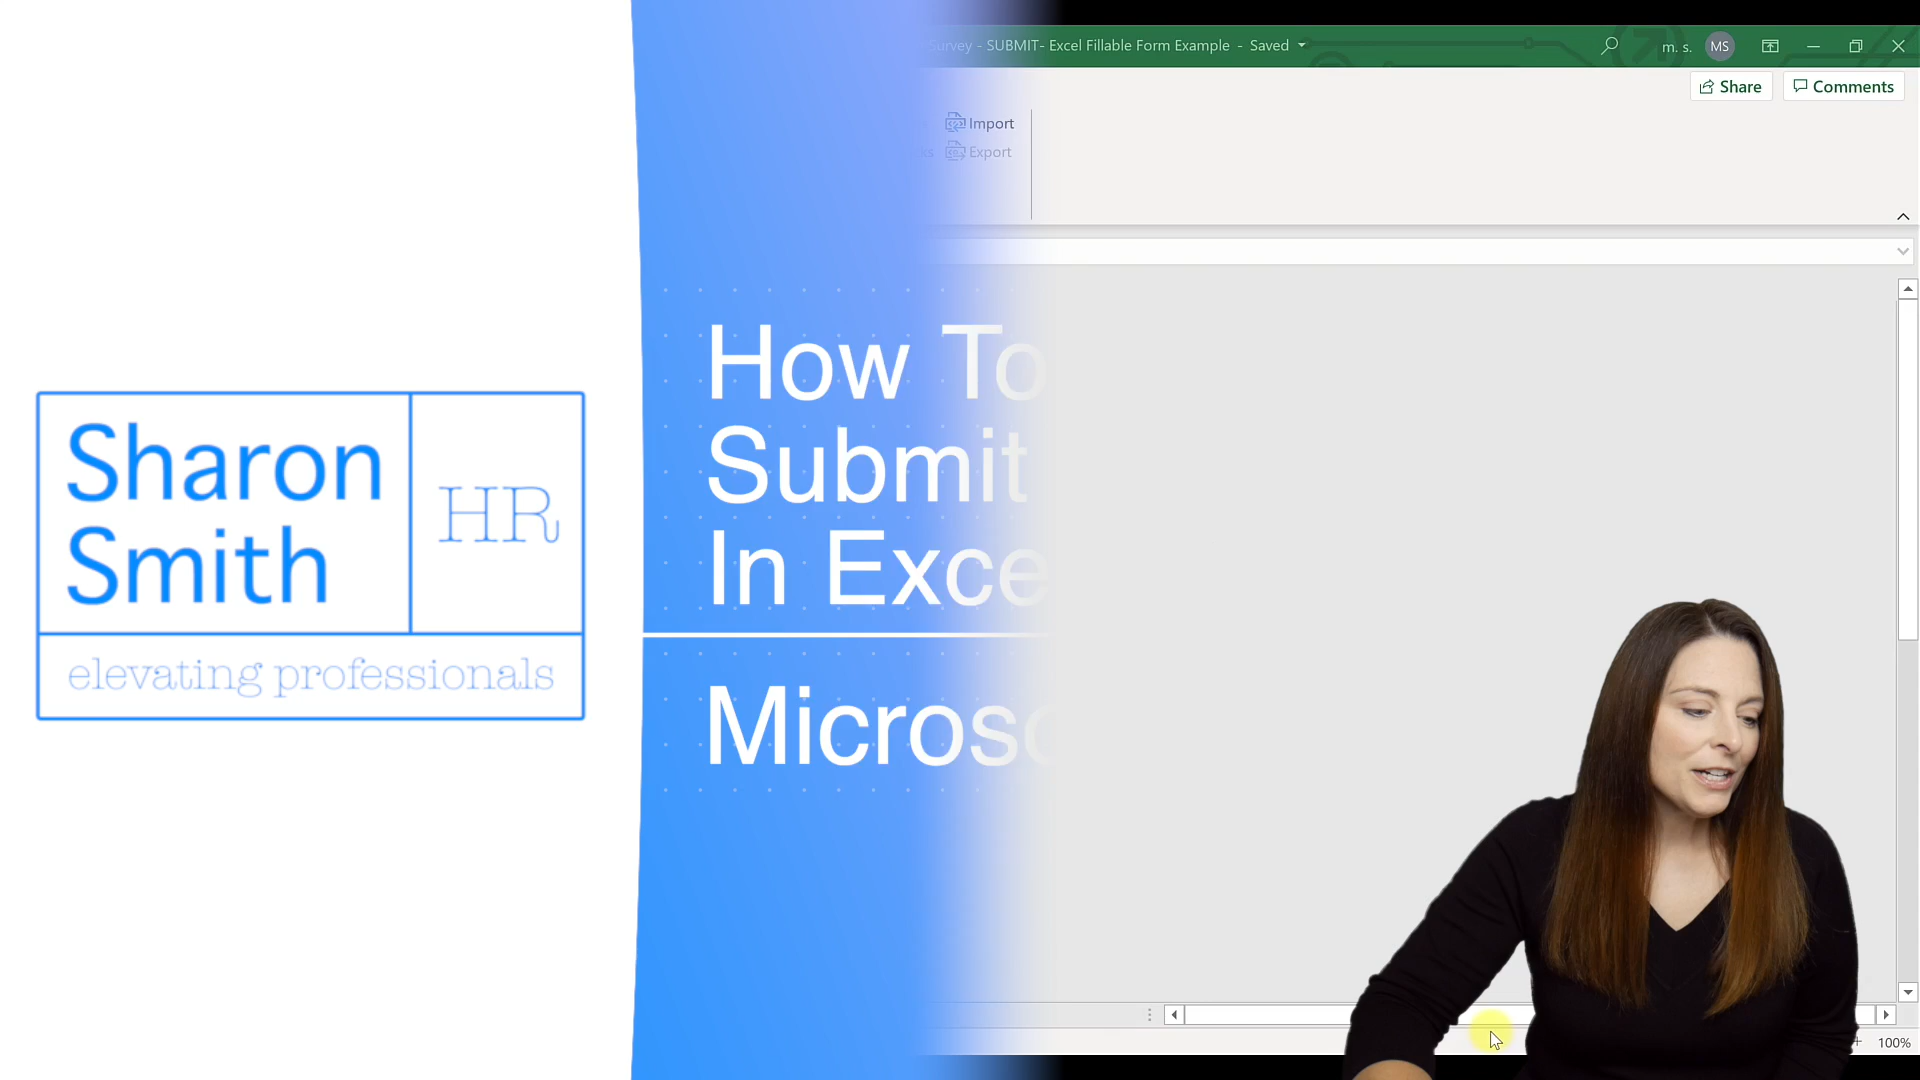 Sharon
Smith
HR
elevating professionals
How To
Submit
In Exce
Microso
Survey - SUBMIT- Excel Fillable Form Example - Saved
m. s.
MS
Share
Comments
Import
Export
100%